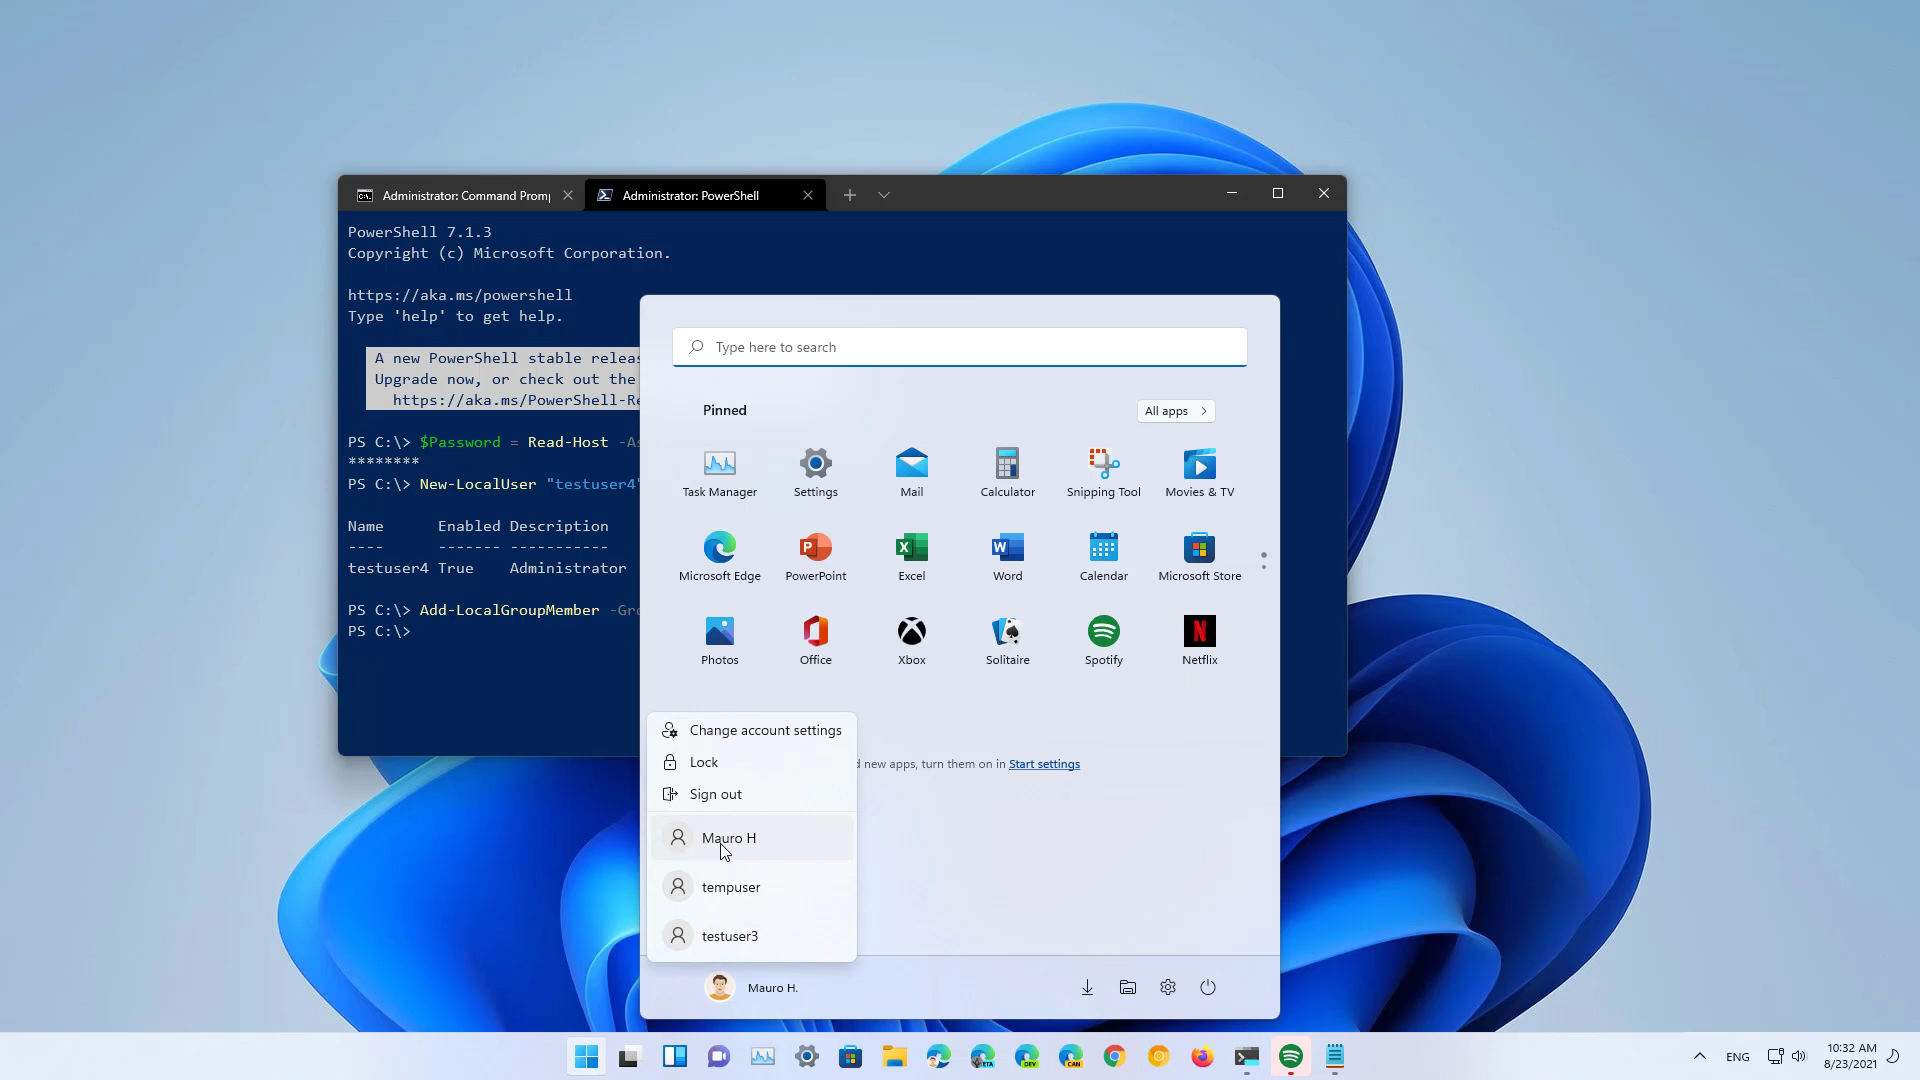 Administrator: Command Promp
Administrator: PowerShell
PowerShell 7.1.3
Copyright (c) Microsoft Corporation.
https://aka.ms/powershell
Type 'help' to get help.
A new PowerShell stable releas
Upgrade now, or check out the
https://aka.ms/PowerShell-Re
PS C:\> $Password = Read-Host -As
********
PS C:\> New-LocalUser "testuser4"
Name Enabled Description
---- ------- -----------
testuser4 True Administrator
PS C:\> Add-LocalGroupMember -Gro
PS C:\>
Type here to search
Pinned
All apps
Task Manager
Settings
Mail
Calculator
Snipping Tool
Movies & TV
Microsoft Edge
PowerPoint
Excel
Word
Calendar
Microsoft Store
Photos
Office
Xbox
Solitaire
Spotify
Netflix
d new apps, turn them on in Start settings
Change account settings
Lock
Sign out
Mauro H
tempuser
testuser3
Mauro H.
BETA
DEV
CAN
ENG
10:32 AM
8/23/2021